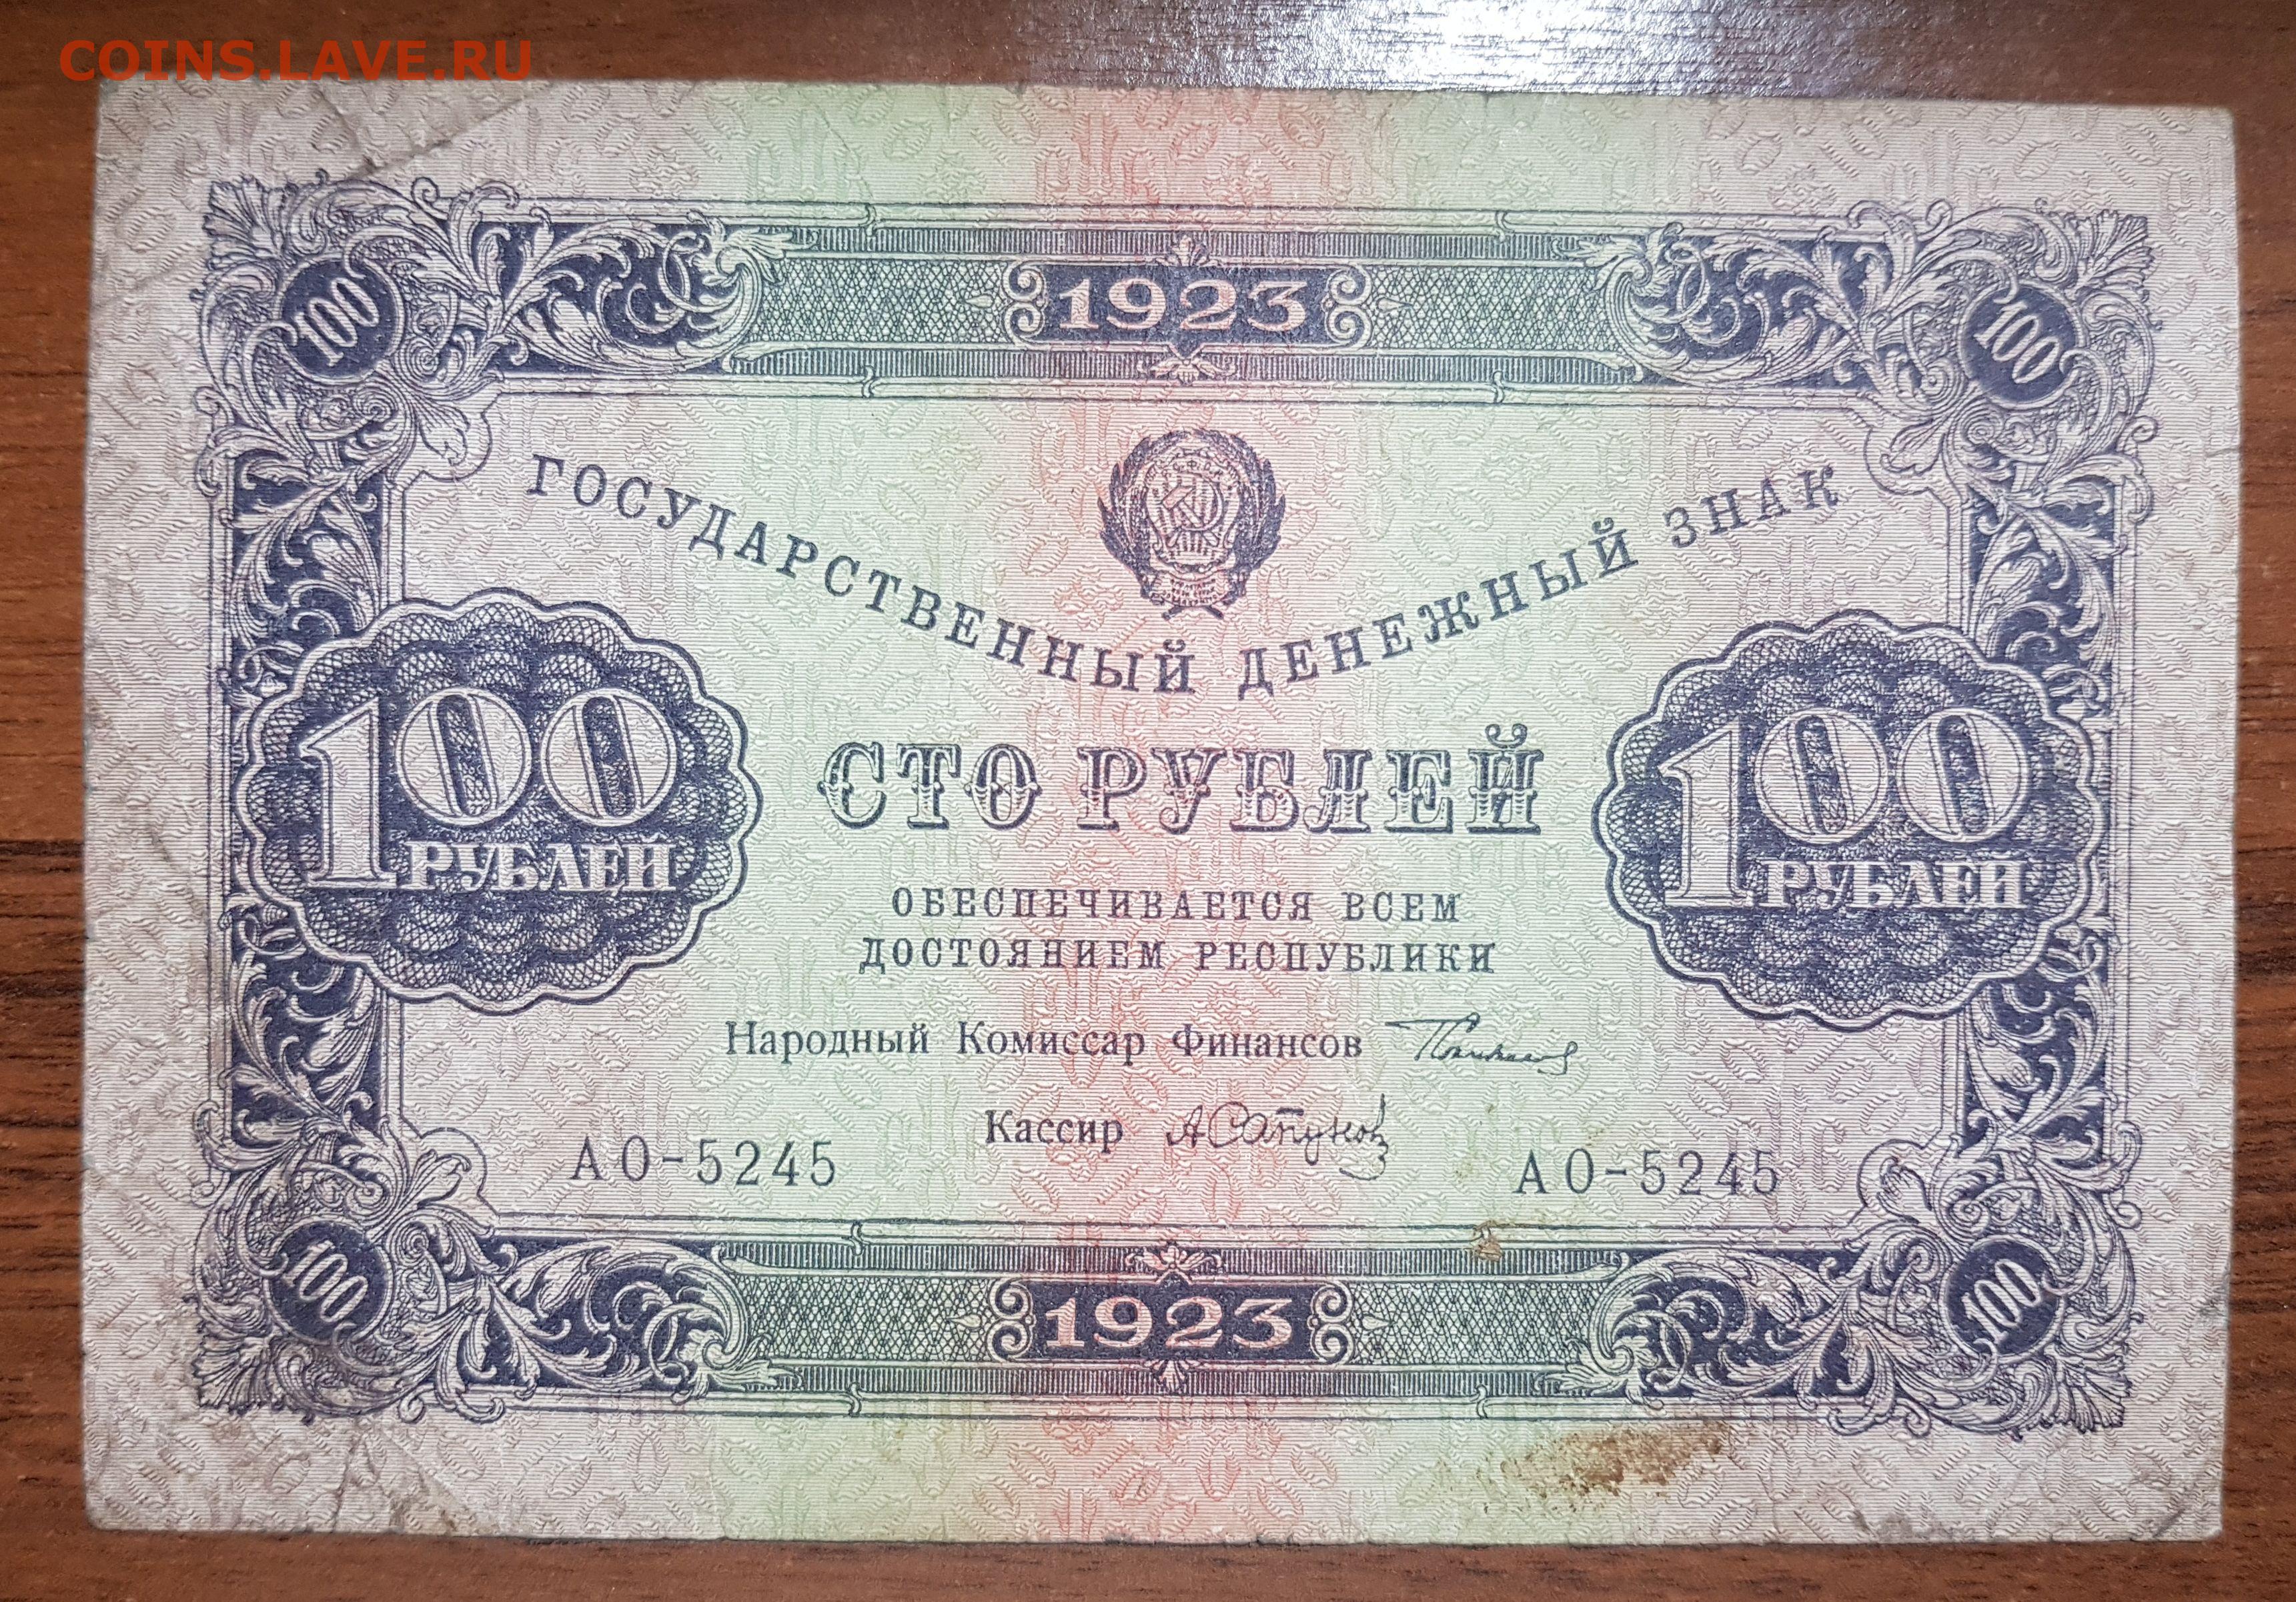 COINS.LAVE.RU
1923
100
100
Р.С.Ф.С.Р.
ГОСУДАРСТВЕННЫЙ ДЕНЕЖНЫЙ ЗНАК
100
РУБЛЕЙ
СТО РУБЛЕЙ
100
РУБЛЕЙ
ОБЕСПЕЧИВАЕТСЯ ВСЕМ
ДОСТОЯНИЕМ РЕСПУБЛИКИ
Народный Комиссар Финансов
Кассир А Сапунов
АО-5245
АО-5245
100
1923
100